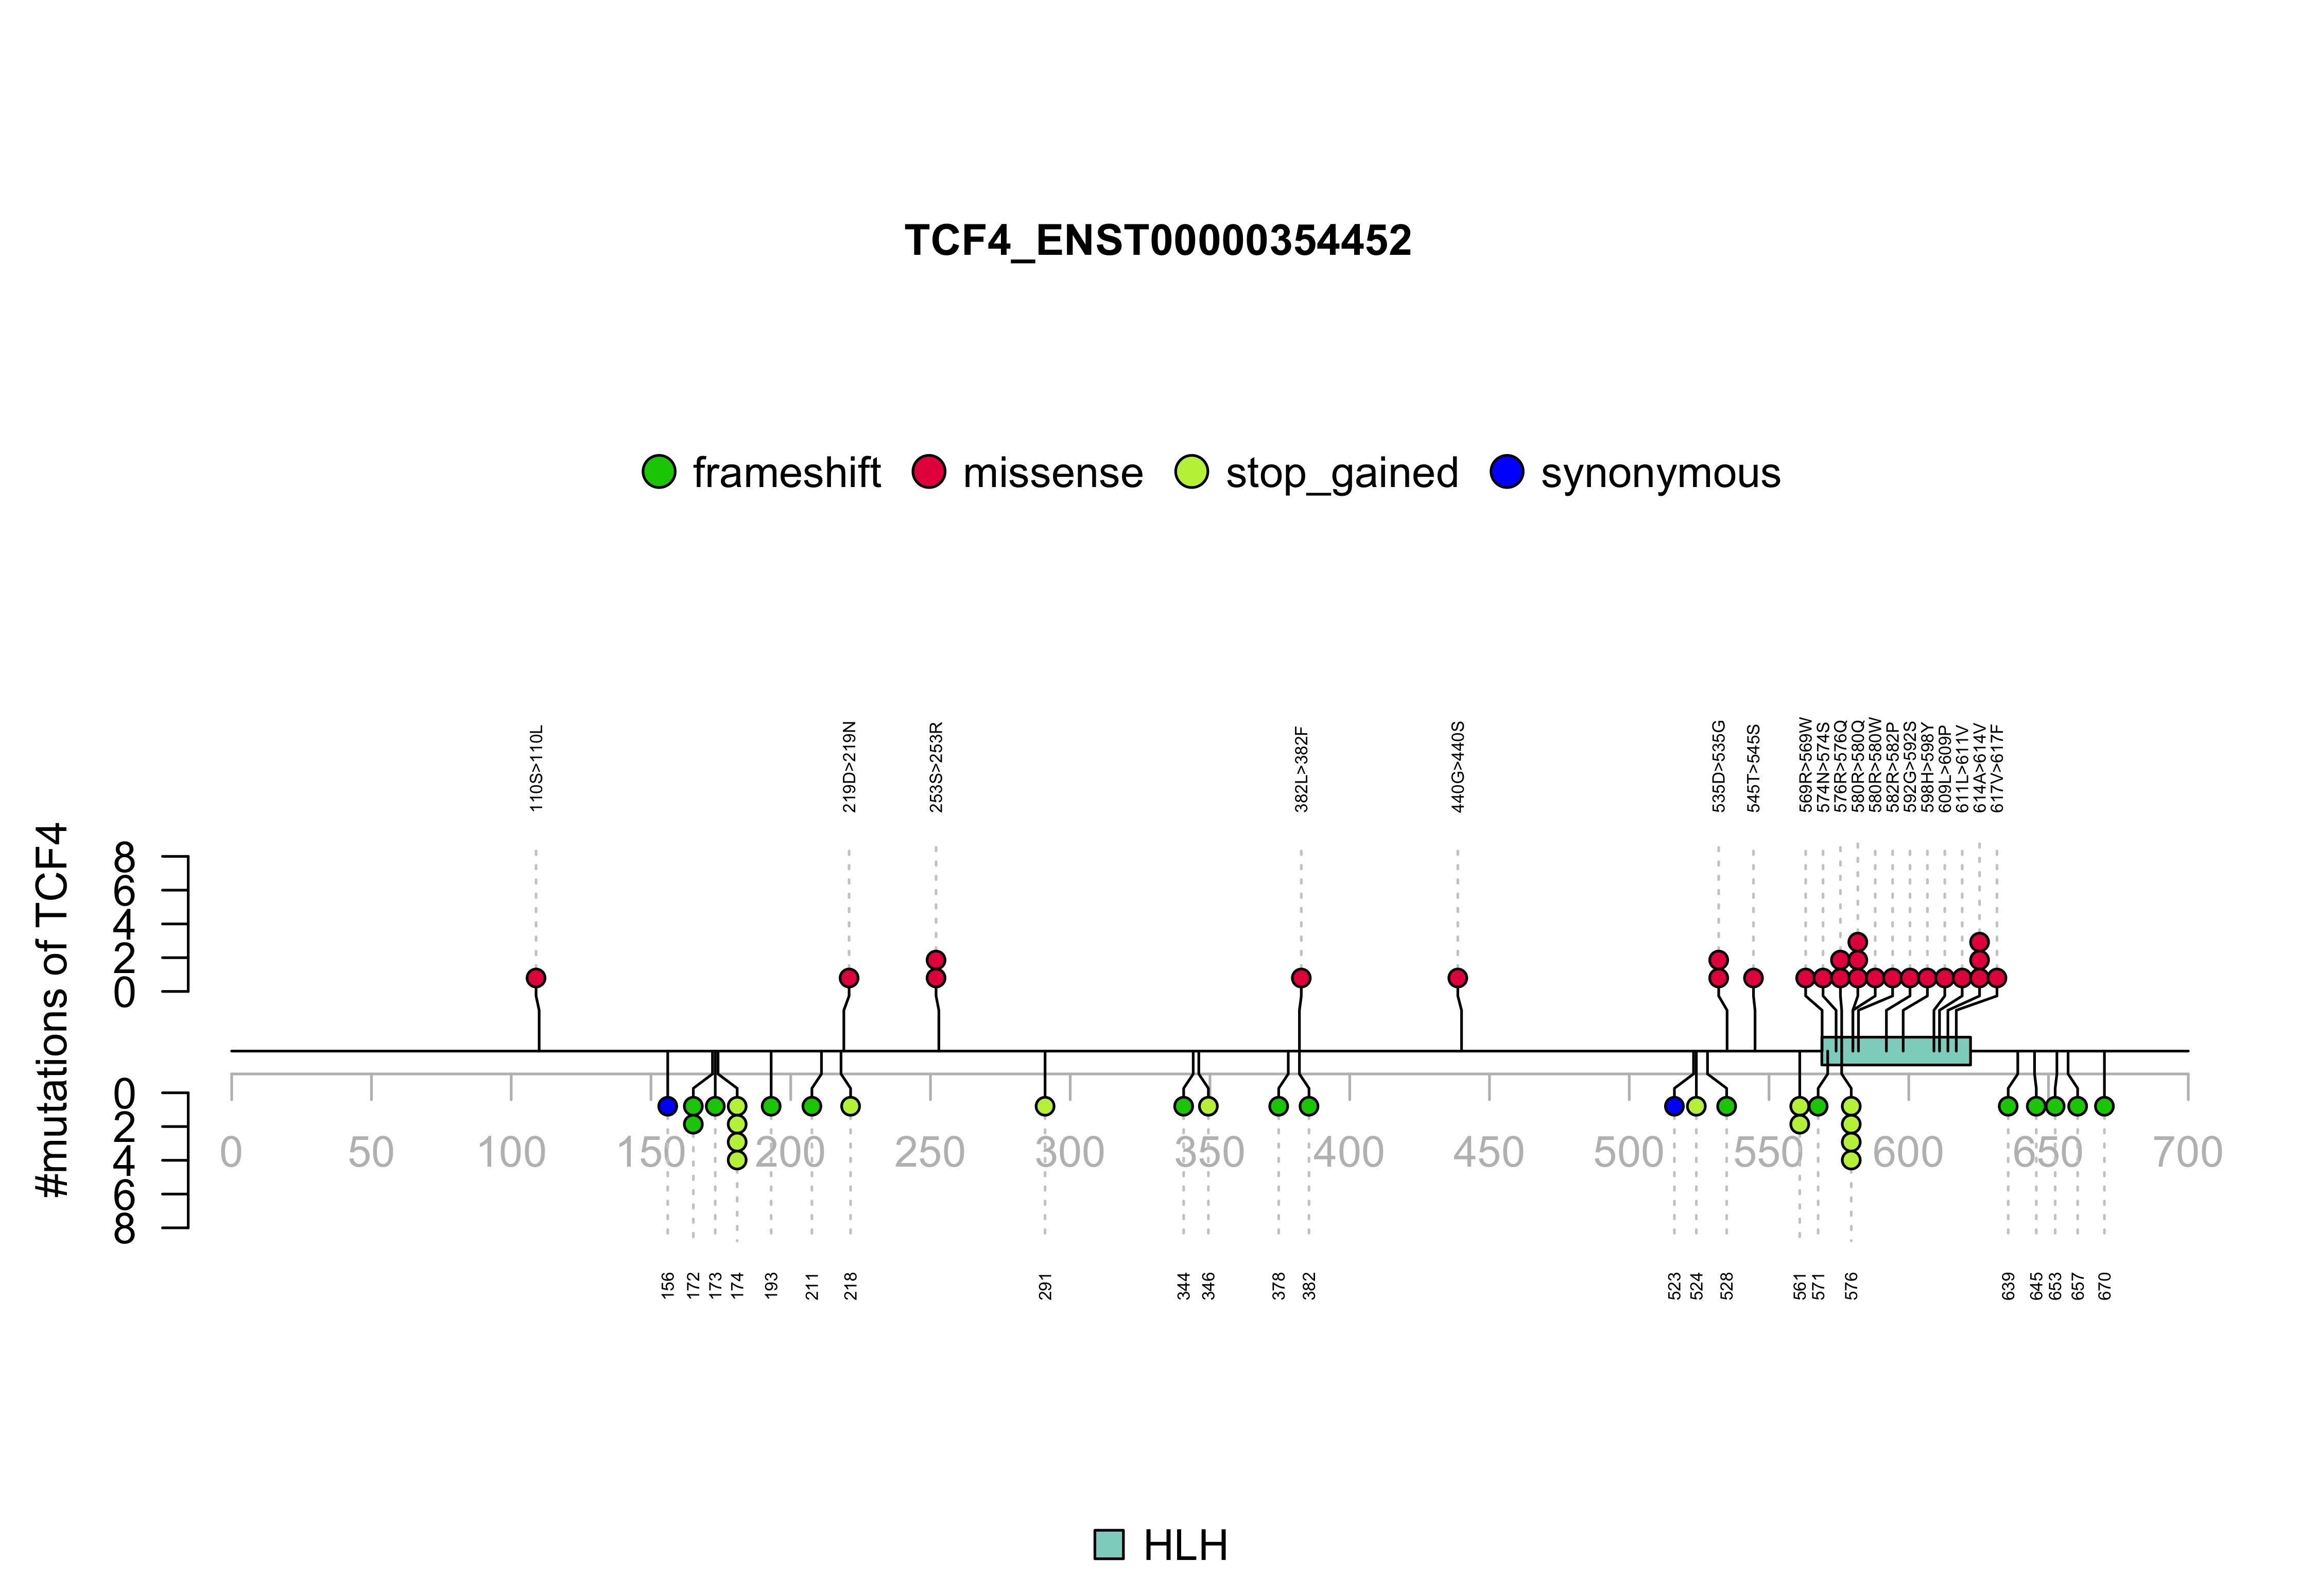 TCF4_ENST00000354452
frameshift missense stop_gained synonymous
110S>110L 219D>219N 253S>253R 382L>382F 440G>440S 535D>535G 545T>545S 569R>569W 574N>574S 576R>576Q 580R>580Q 580R>580W 582R>582P 592G>592S 598H>598Y 609L>609P 611L>611V 614A>614V 617V>617F
#mutations of TCF4
8
6
4
2
0
0
2
4
6
8
0 50 100 150 200 250 300 350 400 450 500 550 600 650 700
156 172 173 174 193 211 218 291 344 346 378 382 523 524 528 561 571 576 639 645 653 657 670
HLH